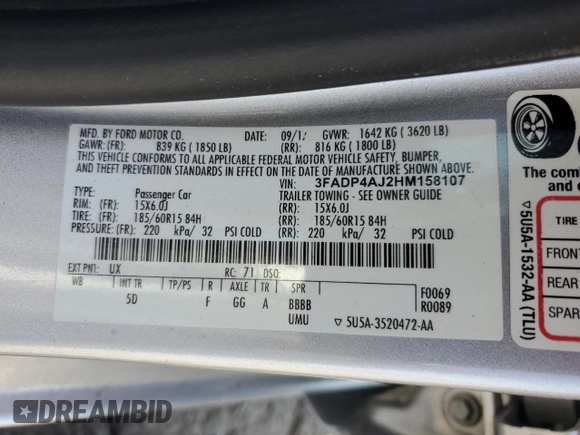 MFD. BY FORD MOTOR CO.
DATE: 09/1
GVWR: 1642 KG ( 3620 LB)
GAWR: (FR): 839 KG ( 1850 LB)
(RR): 816 KG ( 1800 LB)
THIS VEHICLE CONFORMS TO ALL APPLICABLE FEDERAL MOTOR VEHICLE SAFETY, BUMPER,
AND THEFT PREVENTION STANDARDS IN EFFECT ON THE DATE OF MANUFACTURE SHOWN ABOVE.
VIN: 3FADP4AJ2HM158107
TYPE: Passenger Car
TRAILER TOWING - SEE OWNER GUIDE
RIM: (FR) 15X6.0J
(RR): 15X6.0J
TIRE: (FR) 185/60R15 84H
(RR): 185/60R15 84H
PRESSURE: (FR) 220 kPa/ 32 PSI COLD
(RR): 220 kPa/ 32 PSI COLD
EXT PNT: UX
RC: 71 DSO:
WB INT TR TP/PS R AXLE TR SPR
5D F GG A BBBB
UMU
F0069
R0089
▽ 5U5A-3520472-AA
The com
▽ 5U5A-1532-AA (TLU)
TIRE
FRONT
REAR
SPAR
DREAMBID